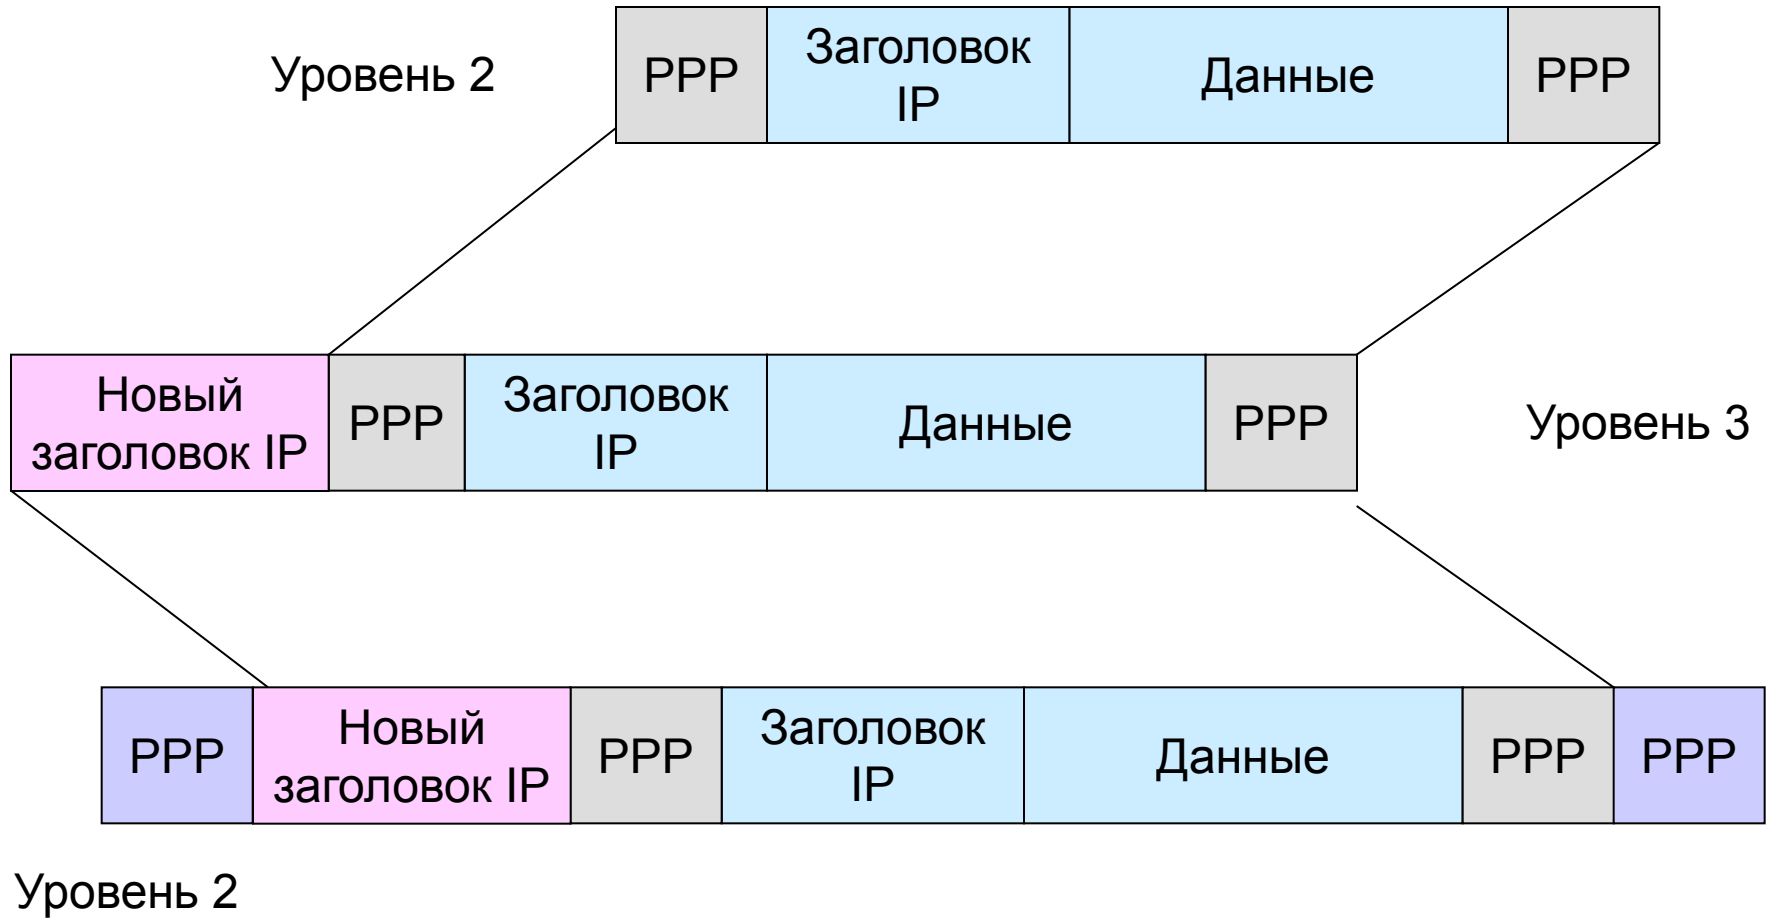 Уровень 2
PPP
Заголовок
IP
Данные
PPP
Новый
заголовок IP
PPP
Заголовок
IP
Данные
PPP
Уровень 3
PPP
Новый
заголовок IP
PPP
Заголовок
IP
Данные
PPP
PPP
Уровень 2